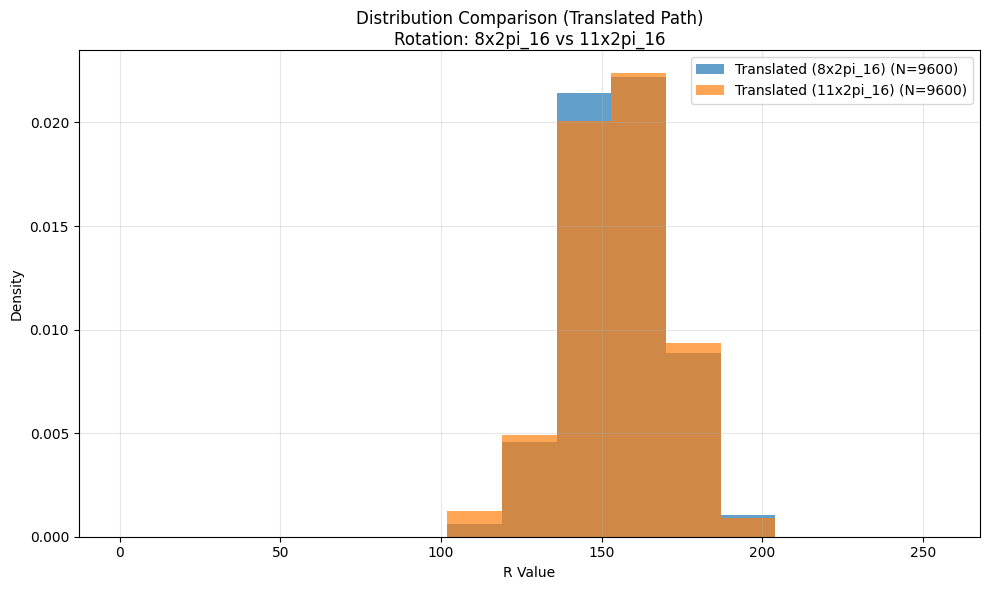 Distribution Comparison (Translated Path)
Rotation: 8x2pi_16 vs 11x2pi_16
Translated (8x2pi_16) (N=9600)
Translated (11x2pi_16) (N=9600)
0.020
0.015
0.010
0.005
0.000
Density
0 50 100 150 200 250
R Value